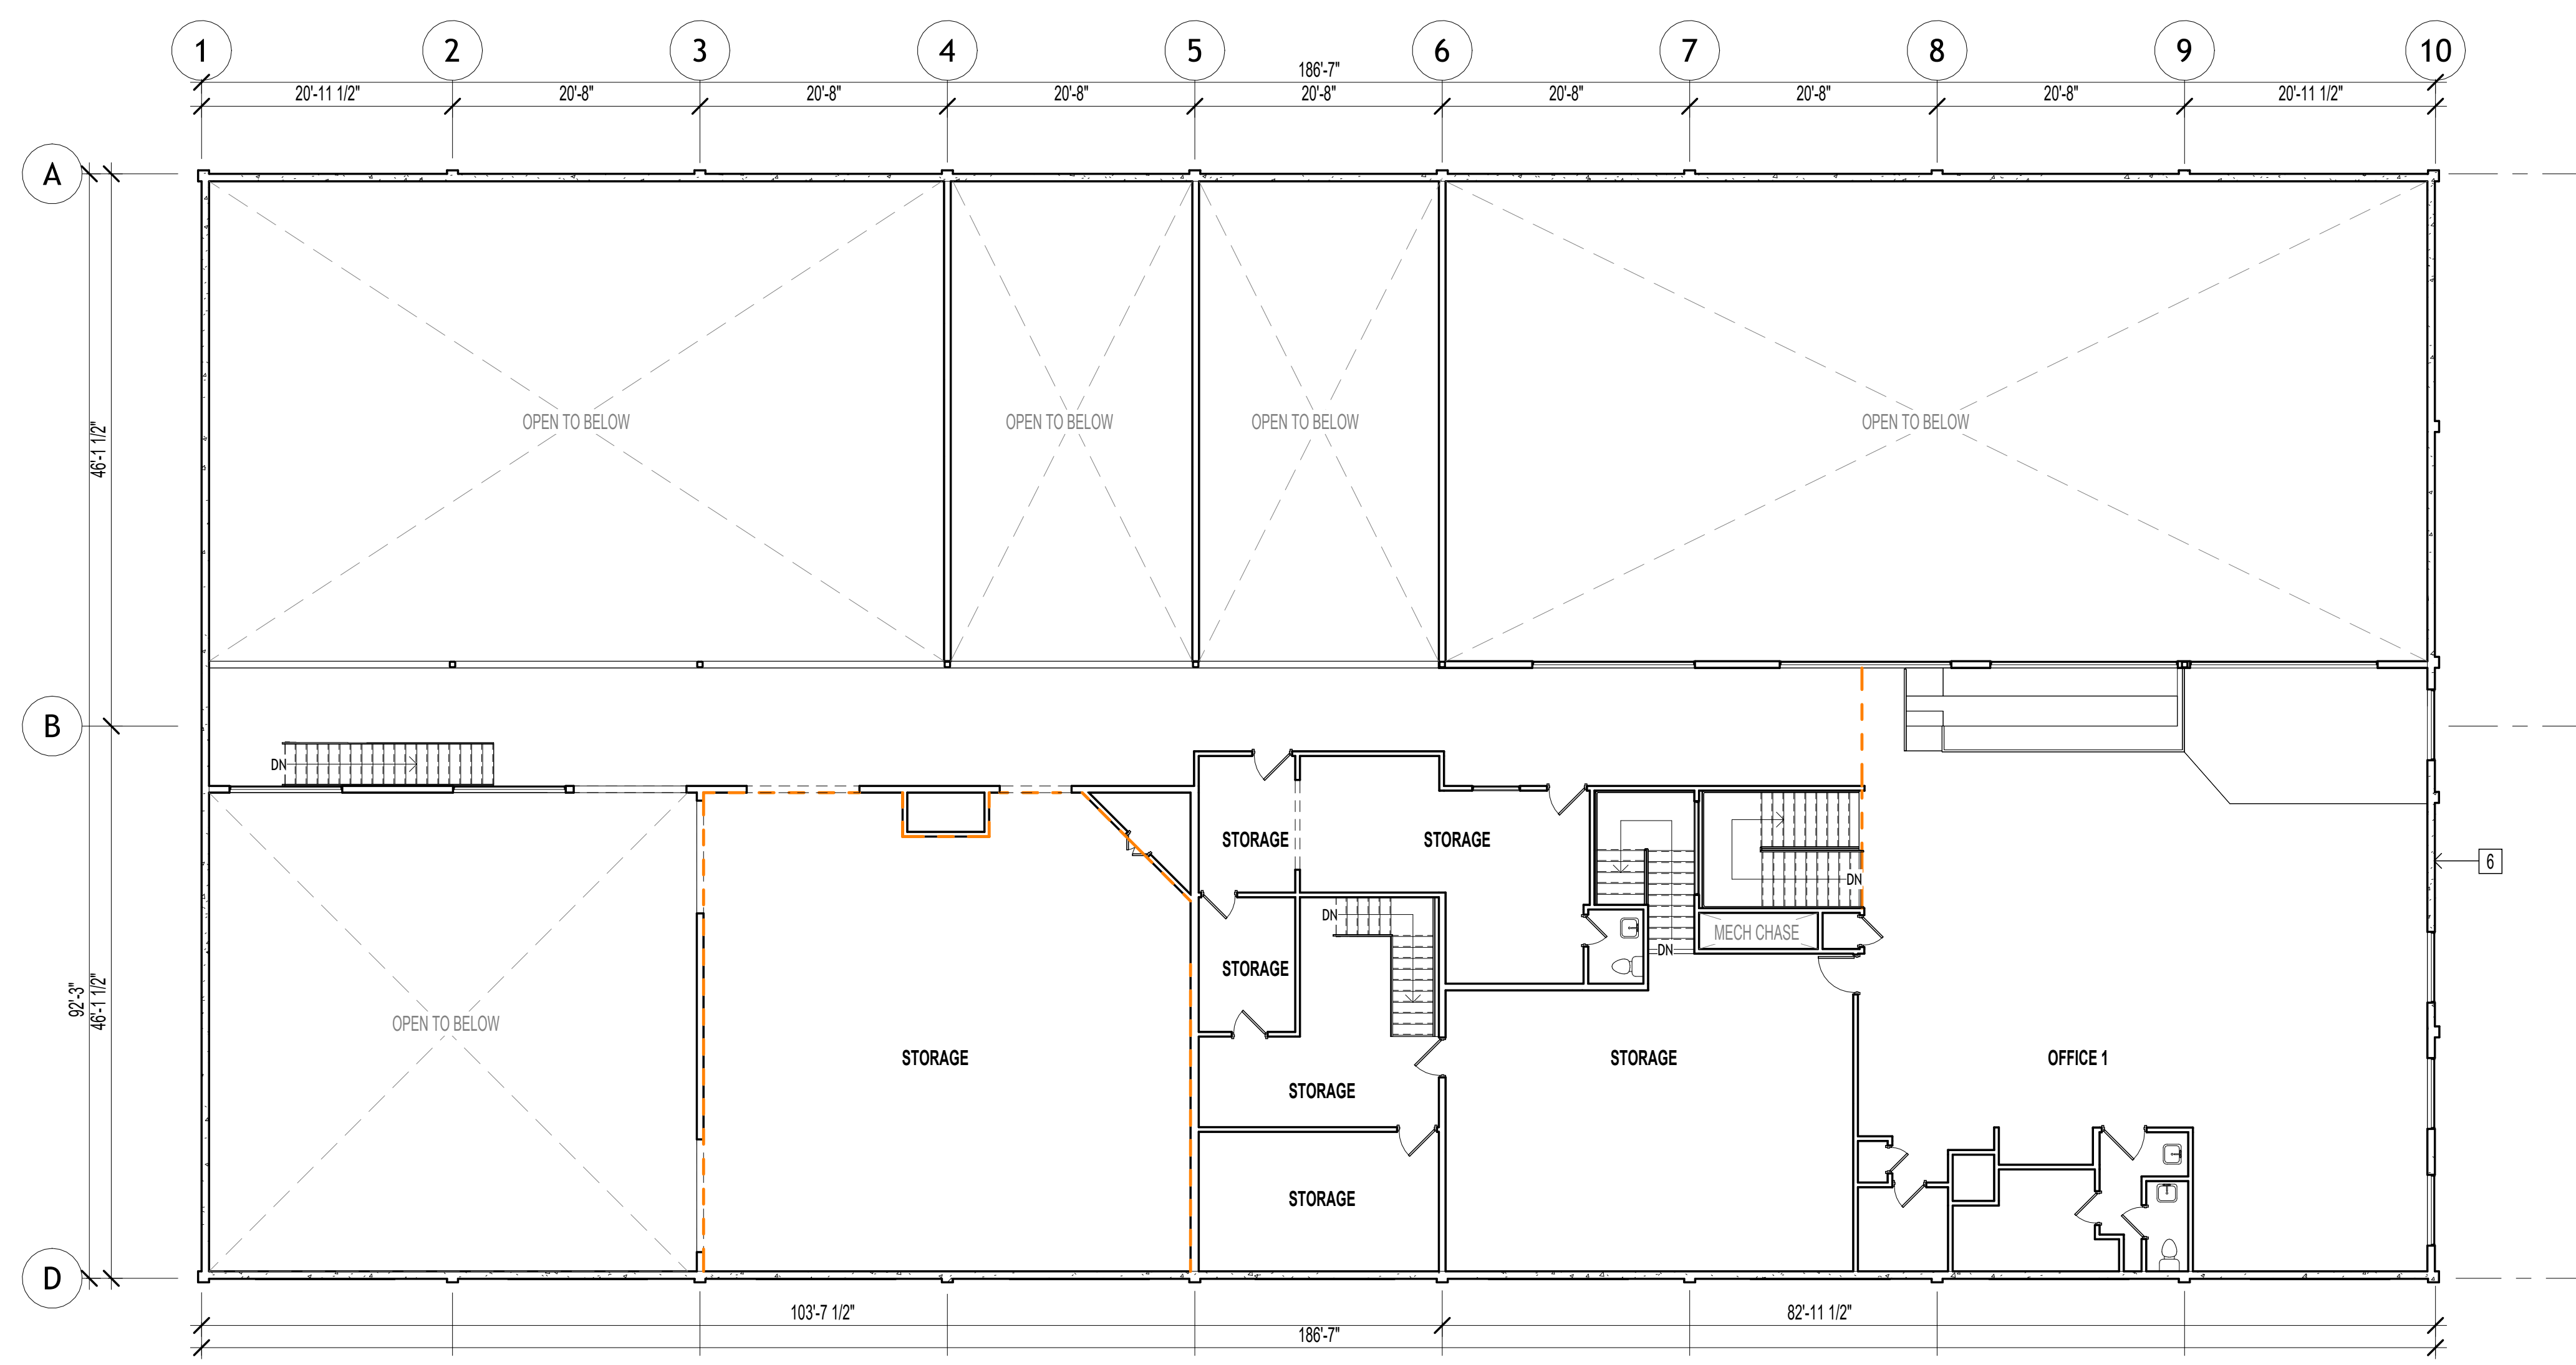 1 2 3 4 5 6 7 8 9 10
186'-7"
20'-11 1/2" 20'-8" 20'-8" 20'-8" 20'-8" 20'-8" 20'-8" 20'-8" 20'-11 1/2"
A
46'-1 1/2"
OPEN TO BELOW OPEN TO BELOW OPEN TO BELOW OPEN TO BELOW
B
DN
STORAGE STORAGE
6
DN
DN
MECH CHASE
DN
STORAGE
92'-3"
46'-1 1/2"
OPEN TO BELOW
STORAGE STORAGE OFFICE 1
STORAGE
STORAGE
D
103'-7 1/2" 82'-11 1/2"
186'-7"